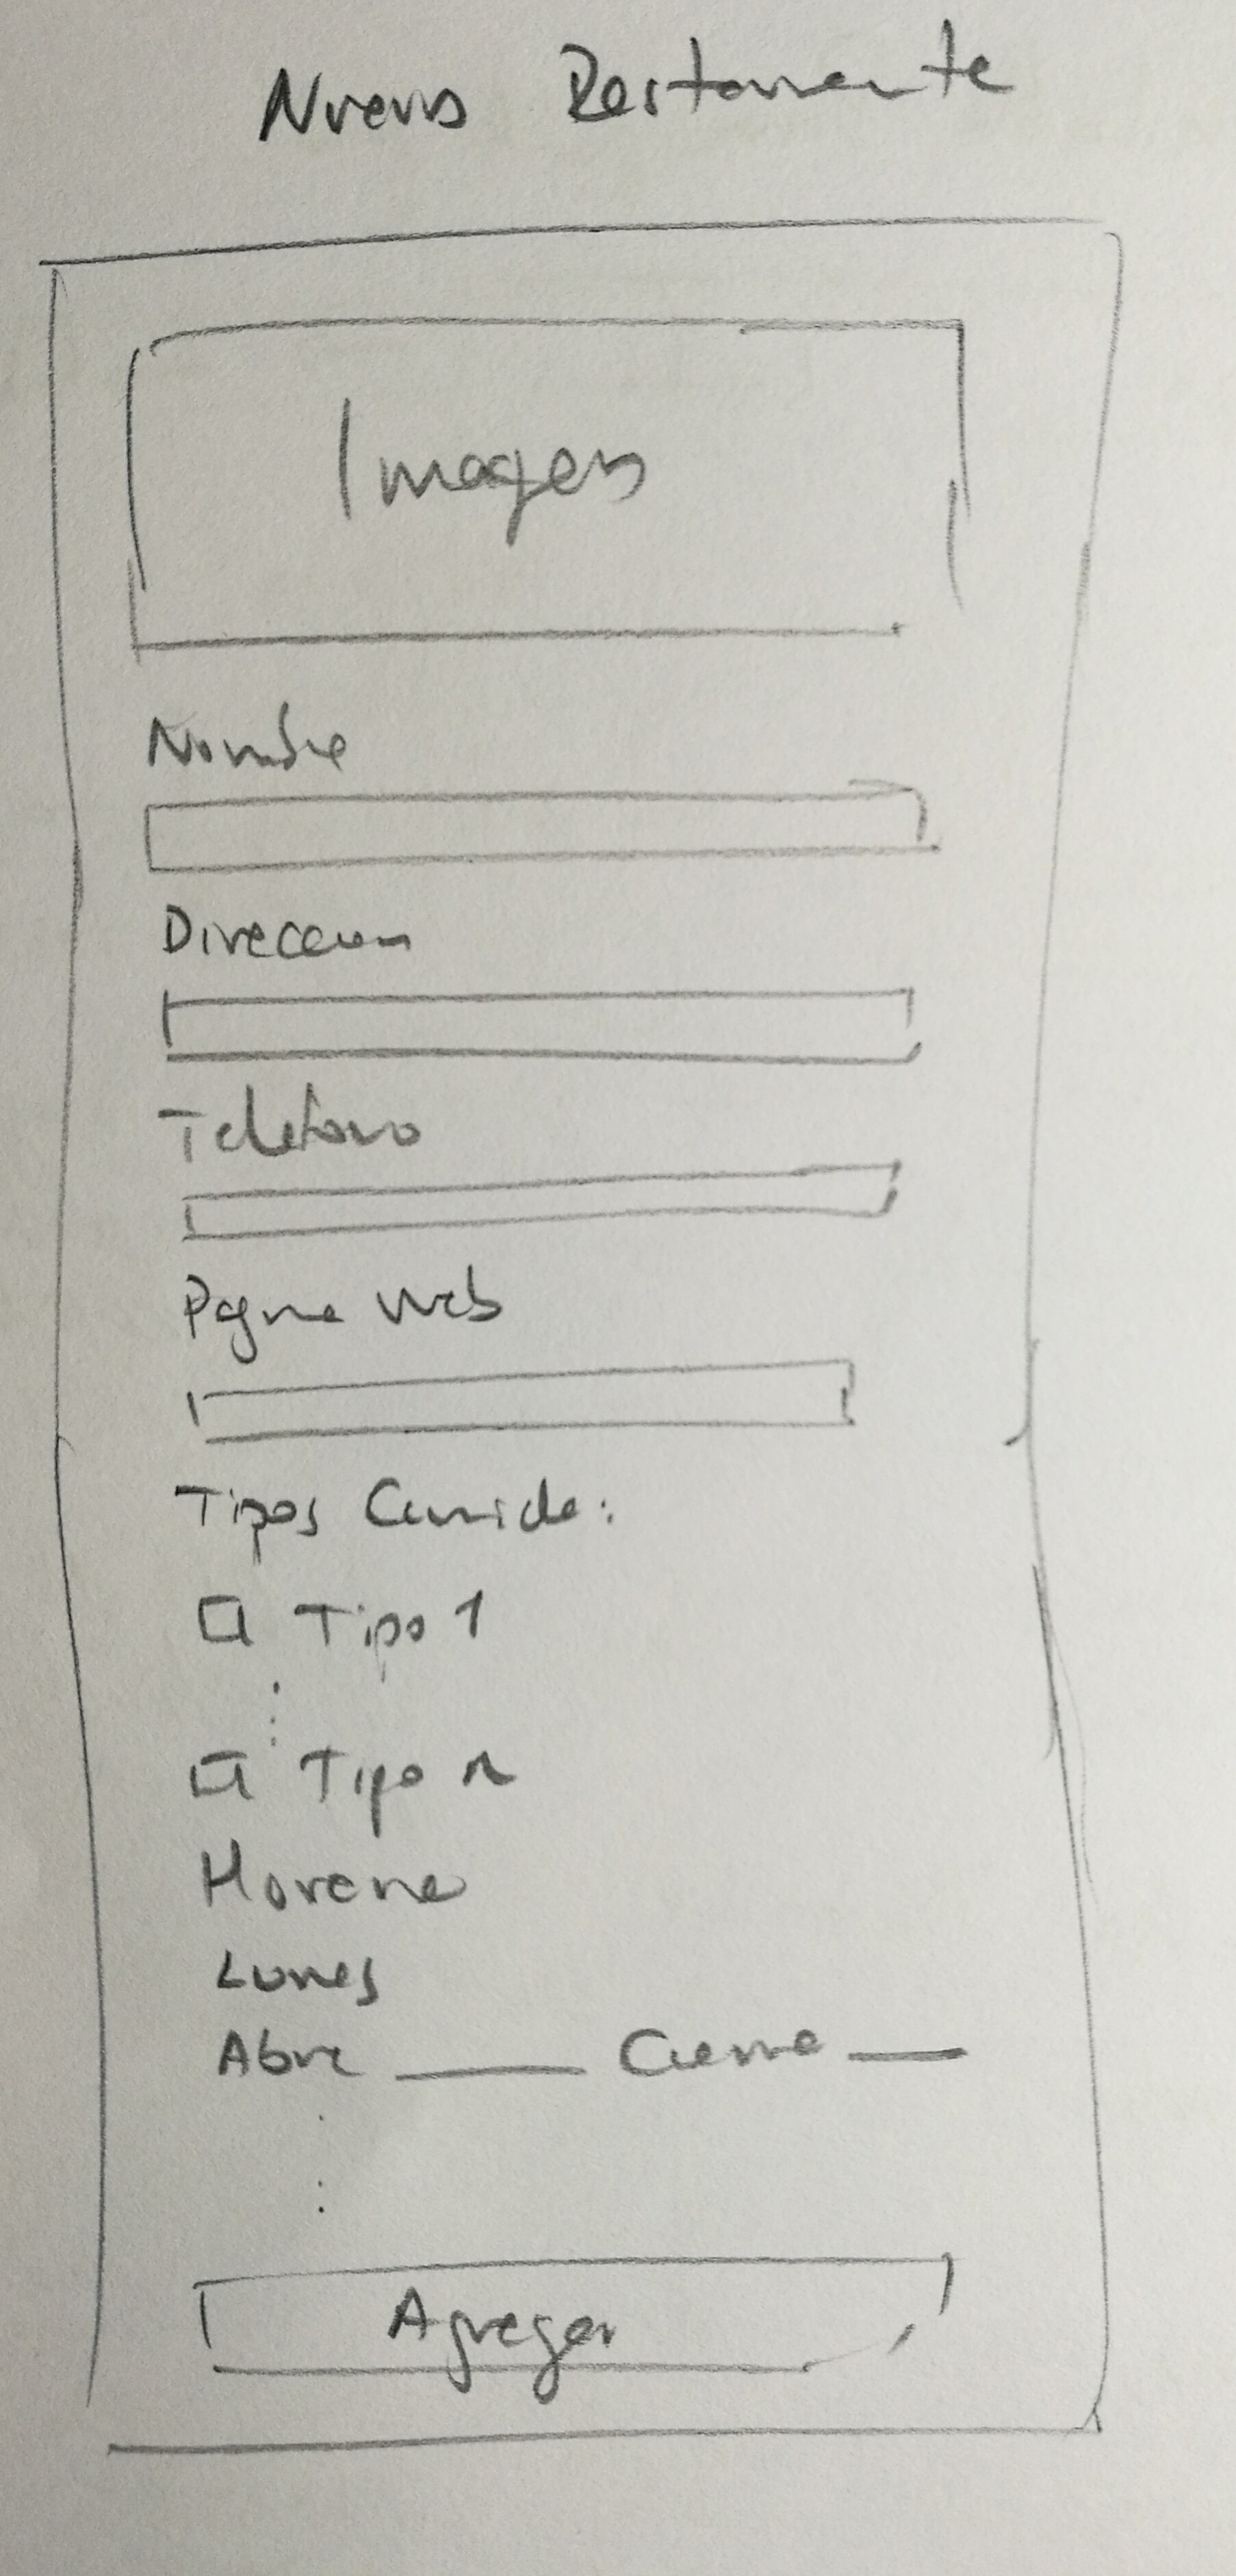 Nuevo Restaurante
Imagen
Nombre
Direccion
Telefono
Pagina Web
Tipos Comida:
Tipo 1
Tipo n
Horario
Lunes
Abre ____ Cierre ____
Agregar